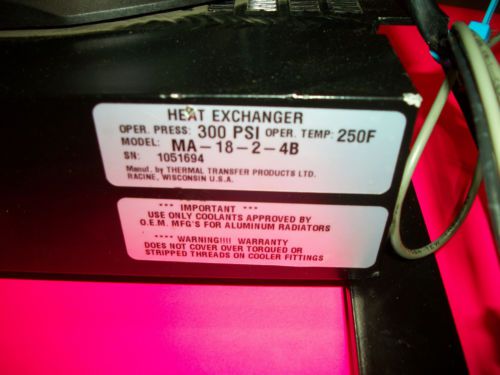 HEAT EXCHANGER
OPER. PRESS: 300 PSI OPER. TEMP: 250F
MODEL: MA-18-2-4B
SN: 1051694
Manuf. by THERMAL TRANSFER PRODUCTS LTD.
RACINE, WISCONSIN U.S.A.
*** IMPORTANT ***
USE ONLY COOLANTS APPROVED BY
O.E.M. MFG'S FOR ALUMINUM RADIATORS
**** WARNING!!!! WARRANTY
DOES NOT COVER OVER TORQUED OR
STRIPPED THREADS ON COOLER FITTINGS